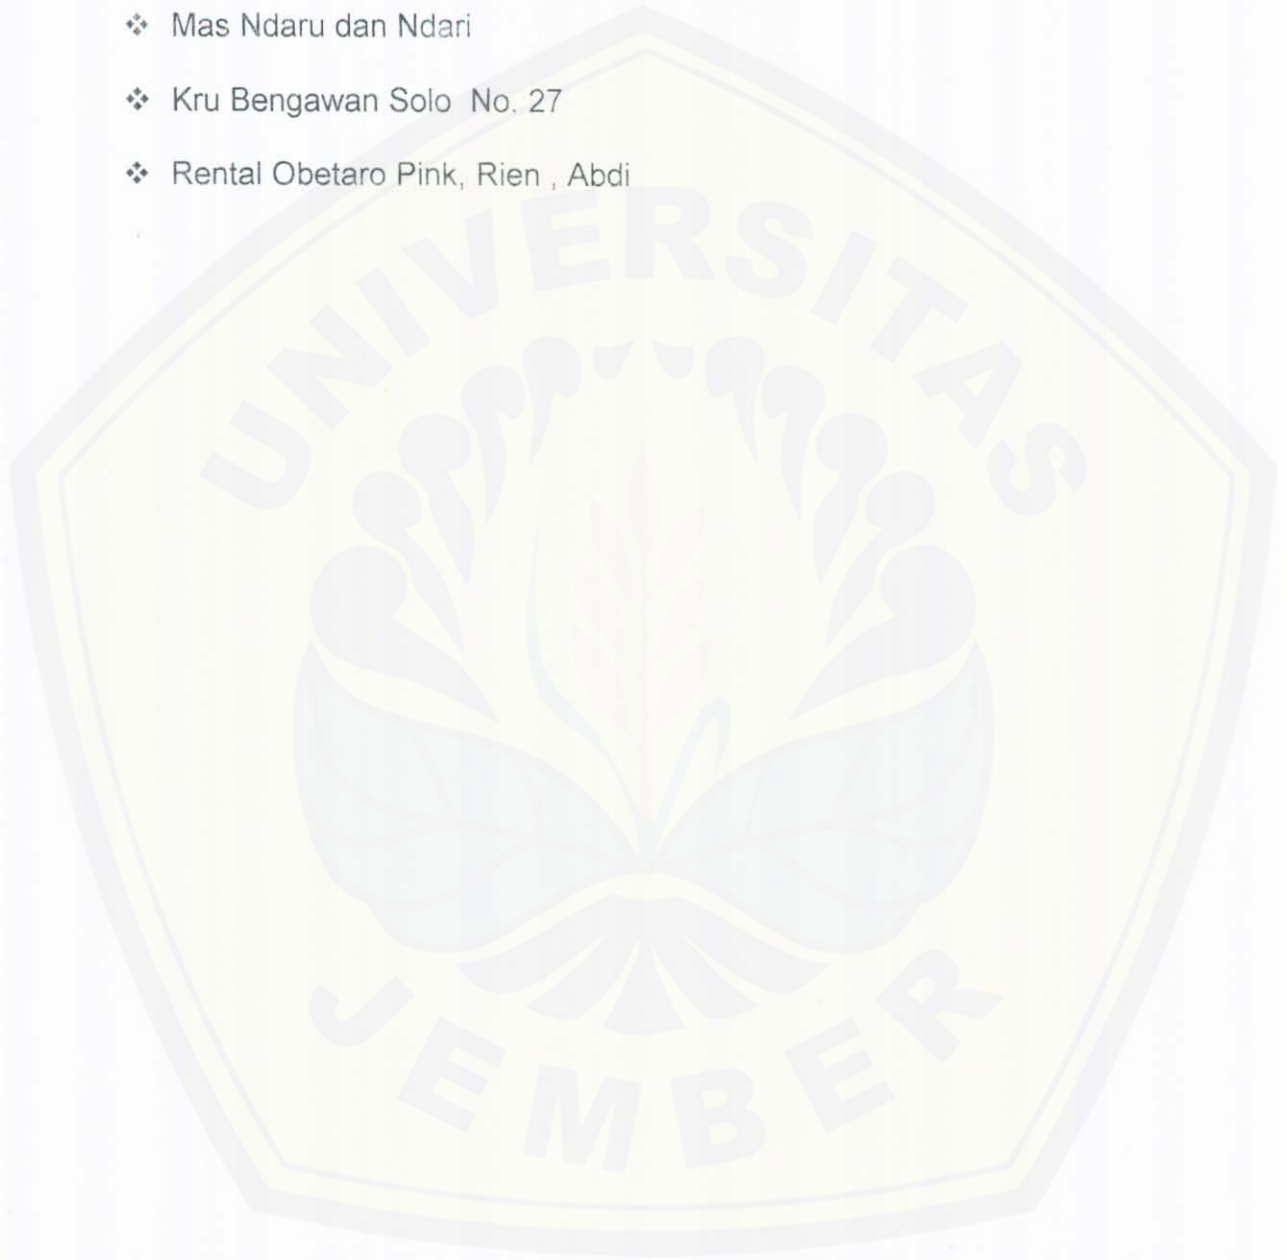 ❖ Mas Ndaru dan Ndari
❖ Kru Bengawan Solo No. 27
❖ Rental Obetaro Pink, Rien , Abdi
UNIVERSITAS
JEMBER